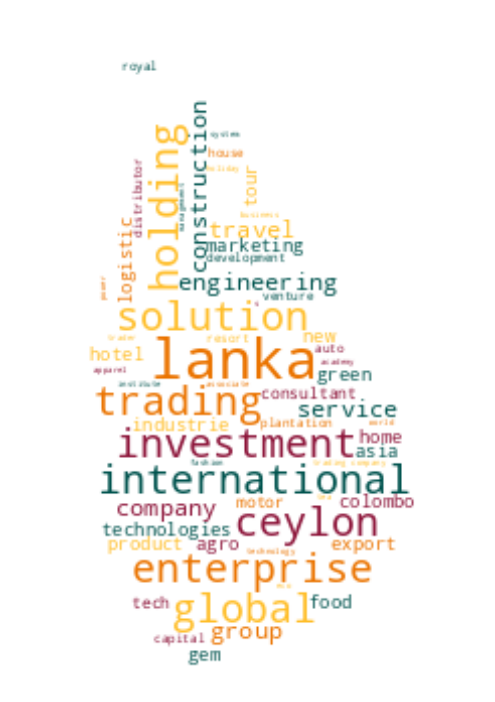 royal
construction
holding
system
house
holiday
distributor
management
tour
business
logistic
travel
marketing
development
engineering
power
venture
solution
trader
resort
new
lanka
auto
hotel
academy
apparel
green
institute
associate
trading
consultant
service
industrie
plantation
world
investment
home
asia
fashion
trading company
international
company
motor
tea
colombo
ceylon
technologies
product
agro
export
technology
enterprise
tech
global
food
group
capital
gem